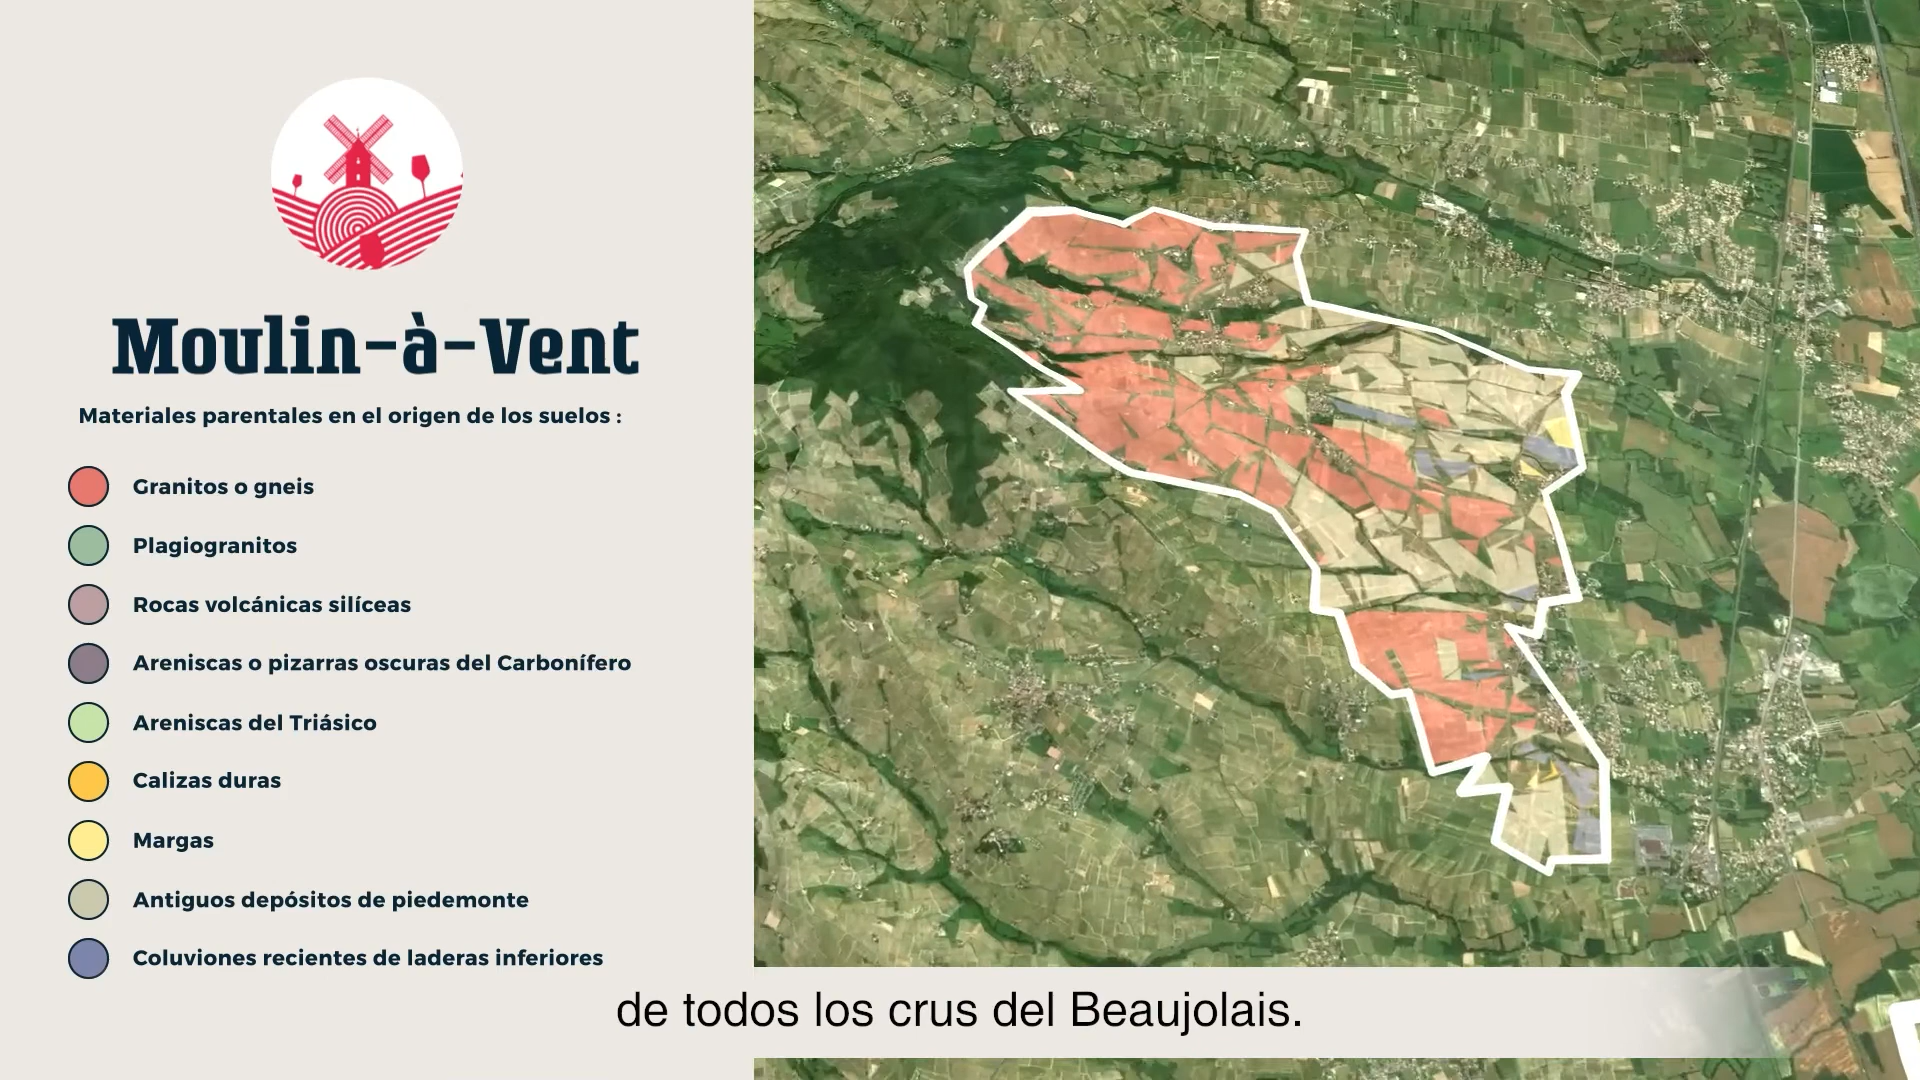 Moulin-à-Vent
Materiales parentales en el origen de los suelos :
Granitos o gneis
Plagiogranitos
Rocas volcánicas silíceas
Areniscas o pizarras oscuras del Carbonífero
Areniscas del Triásico
Calizas duras
Margas
Antiguos depósitos de piedemonte
Coluviones recientes de laderas inferiores
de todos los crus del Beaujolais.